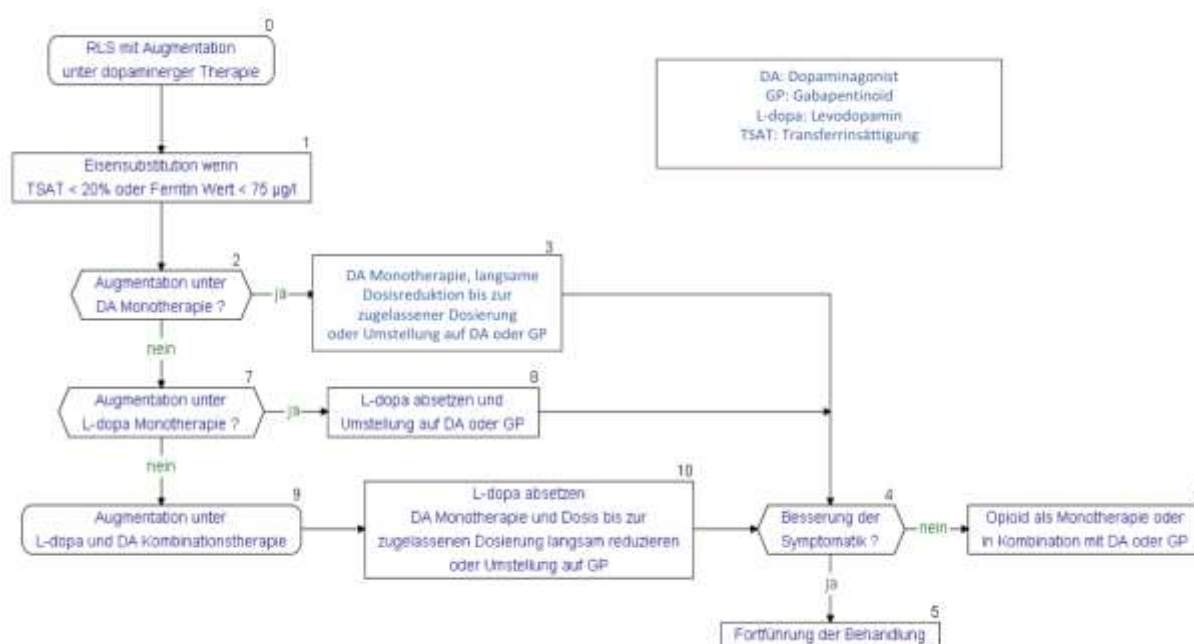 0
RLS mit Augmentation
unter dopaminerger Therapie
DA: Dopaminagonist
GP: Gabapentinoid
L-dopa: Levodopamin
TSAT: Transferrinsättigung
1
Eisensubstitution wenn
TSAT < 20% oder Ferritin Wert < 75 µg/l
2
Augmentation unter
DA Monotherapie ?
ja
nein
3
DA Monotherapie, langsame
Dosisreduktion bis zur
zugelassener Dosierung
oder Umstellung auf DA oder GP
7
Augmentation unter
L-dopa Monotherapie ?
ja
nein
8
L-dopa absetzen und
Umstellung auf DA oder GP
9
Augmentation unter
L-dopa und DA Kombinationstherapie
10
L-dopa absetzen
DA Monotherapie und Dosis bis zur
zugelassenen Dosierung langsam reduzieren
oder Umstellung auf GP
4
Besserung der
Symptomatik ?
nein
ja
Opioid als Monotherapie oder
in Kombination mit DA oder GP
5
Fortführung der Behandlung